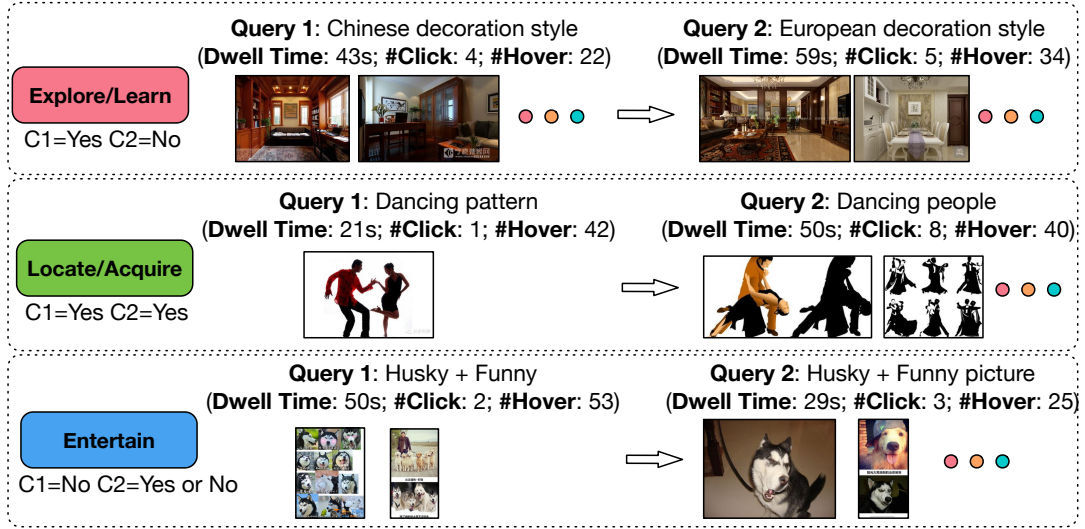 Query 1: Chinese decoration style
(Dwell Time: 43s; #Click: 4; #Hover: 22)
Query 2: European decoration style
(Dwell Time: 59s; #Click: 5; #Hover: 34)
Explore/Learn
C1=Yes C2=No
Query 1: Dancing pattern
(Dwell Time: 21s; #Click: 1; #Hover: 42)
Query 2: Dancing people
(Dwell Time: 50s; #Click: 8; #Hover: 40)
Locate/Acquire
C1=Yes C2=Yes
Query 1: Husky + Funny
(Dwell Time: 50s; #Click: 2; #Hover: 53)
Query 2: Husky + Funny picture
(Dwell Time: 29s; #Click: 3; #Hover: 25)
Entertain
C1=No C2=Yes or No